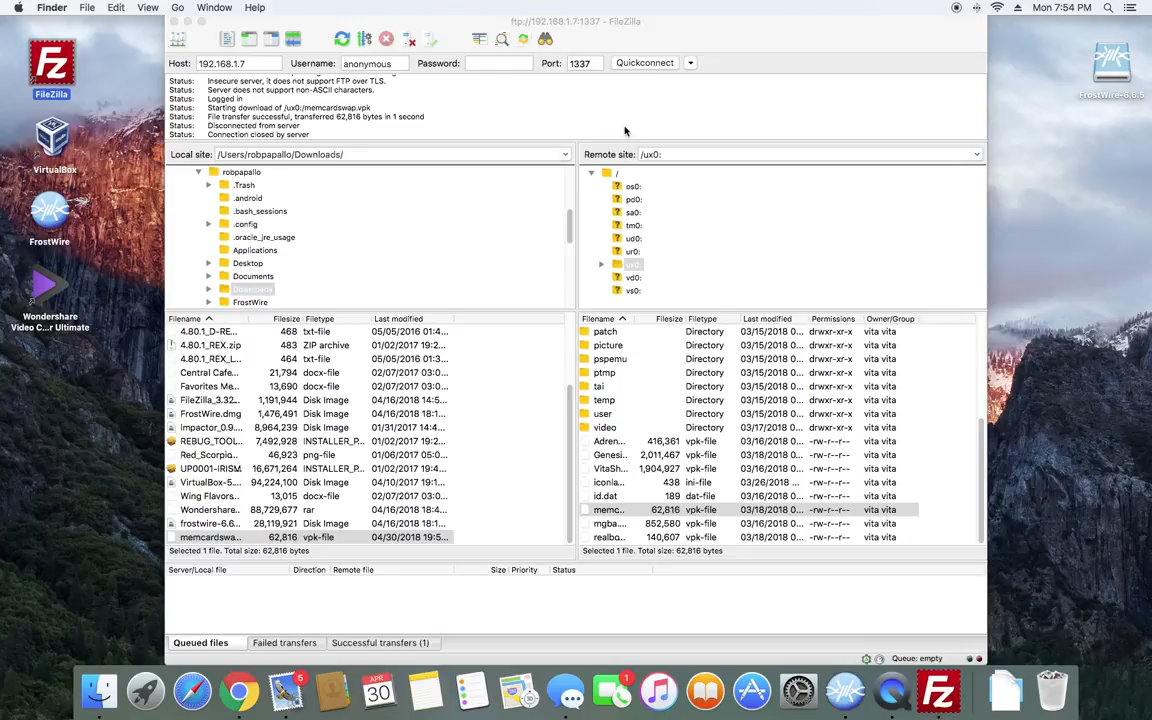 Finder File Edit View Go Window Help Mon 7:54 PM
ftp://192.168.1.7:1337 - FileZilla
Host: 192.168.1.7 Username: anonymous Password: Port: 1337 Quickconnect
Status: Insecure server, it does not support FTP over TLS.
Status: Server does not support non-ASCII characters.
Status: Logged in
Status: Starting download of /ux0:/memcardswap.vpk
Status: File transfer successful, transferred 62,816 bytes in 1 second
Status: Disconnected from server
Status: Connection closed by server
Local site: /Users/robpapallo/Downloads/
robpapallo
.Trash
.android
.bash_sessions
.config
.oracle_jre_usage
Applications
Desktop
Documents
Downloads
FrostWire
Remote site: /ux0:
/
os0:
pd0:
sa0:
tm0:
ud0:
ur0:
ux0:
vd0:
vs0:
Filename Filesize Filetype Last modified
4.80.1_D-RE... 468 txt-file 05/05/2016 01:4...
4.80.1_REX.zip 483 ZIP archive 01/02/2017 19:2...
4.80.1_REX_L... 464 txt-file 05/05/2016 01:4...
Central Cafe... 21,794 docx-file 02/07/2017 03:0...
Favorites Me... 13,690 docx-file 02/07/2017 03:0...
FileZilla_3.32... 1,191,944 Disk Image 04/16/2018 14:5...
FrostWire.dmg 1,476,491 Disk Image 04/16/2018 18:1...
Impactor_0.9.... 8,964,239 Disk Image 01/31/2017 14:4...
REBUG_TOOL... 7,492,928 INSTALLER_P... 01/02/2017 19:2...
Red_Scorpio... 46,923 png-file 01/06/2017 05:0...
UP0001-IRISM... 16,671,264 INSTALLER_P... 01/02/2017 19:4...
VirtualBox-5.... 94,224,100 Disk Image 04/10/2017 19:1...
Wing Flavors... 13,015 docx-file 02/07/2017 03:0...
Wondershare... 88,729,677 rar 04/16/2018 18:4...
frostwire-6.6... 28,119,921 Disk Image 04/16/2018 18:1...
memcardswa... 62,816 vpk-file 04/30/2018 19:5...
Selected 1 file. Total size: 62,816 bytes
Filename Filesize Filetype Last modified Permissions Owner/Group
patch Directory 03/15/2018 0... drwxr-xr-x vita vita
picture Directory 03/15/2018 0... drwxr-xr-x vita vita
pspemu Directory 03/15/2018 0... drwxr-xr-x vita vita
ptmp Directory 03/15/2018 0... drwxr-xr-x vita vita
tai Directory 03/15/2018 0... drwxr-xr-x vita vita
temp Directory 03/15/2018 0... drwxr-xr-x vita vita
user Directory 03/15/2018 0... drwxr-xr-x vita vita
video Directory 03/17/2018 0... drwxr-xr-x vita vita
Adren... 416,361 vpk-file 03/16/2018 0... -rw-r--r-- vita vita
Genesi... 2,011,467 vpk-file 03/18/2018 0... -rw-r--r-- vita vita
VitaSh... 1,904,927 vpk-file 03/16/2018 0... -rw-r--r-- vita vita
iconla... 438 ini-file 03/26/2018 ... -rw-r--r-- vita vita
id.dat 189 dat-file 03/16/2018 0... -rw-r--r-- vita vita
memc... 62,816 vpk-file 03/18/2018 0... -rw-r--r-- vita vita
mgba.... 852,580 vpk-file 03/18/2018 0... -rw-r--r-- vita vita
realbo... 140,607 vpk-file 03/18/2018 0... -rw-r--r-- vita vita
Selected 1 file. Total size: 62,816 bytes
Server/Local file Direction Remote file Size Priority Status
Queued files Failed transfers Successful transfers (1)
Queue: empty
FileZilla
VirtualBox
FrostWire
Wondershare
Video C...r Ultimate
FrostWire-6.6.5
5
APR
30
1